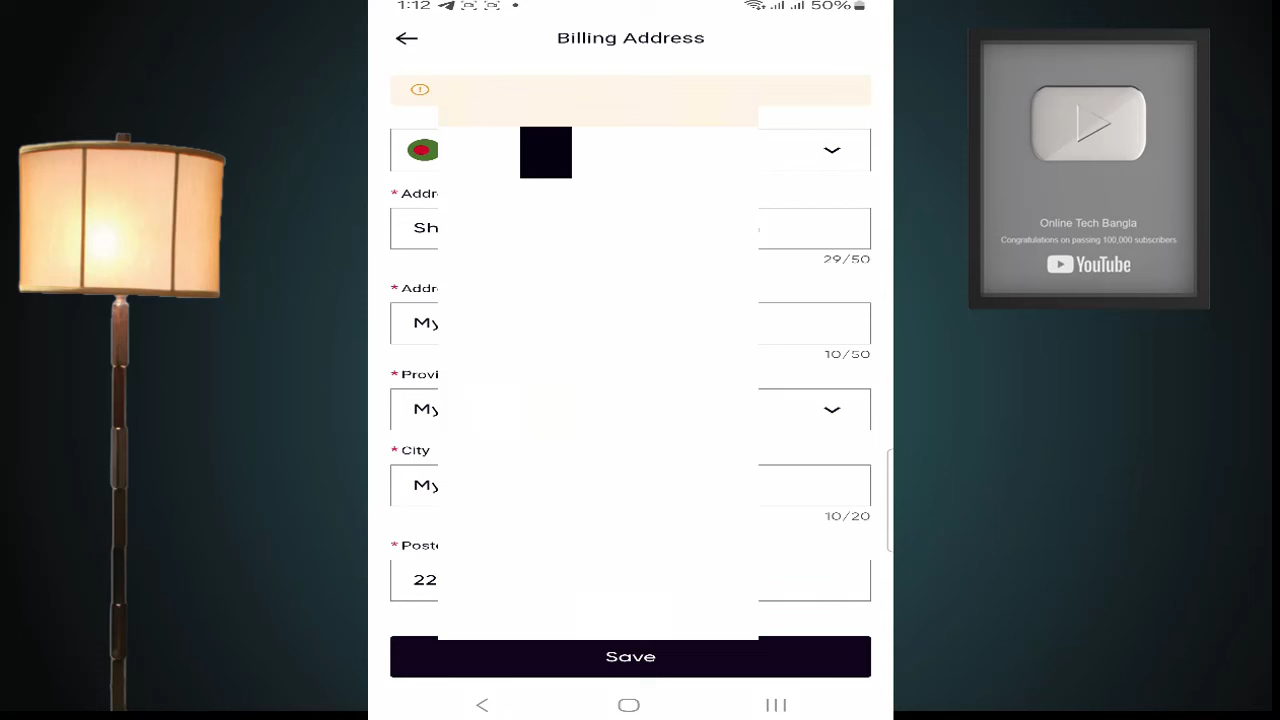 1:12
50%
Billing Address
* Addr
Sh
29/50
* Addr
My
10/50
* Provi
My
* City
My
10/20
* Poste
22
Save
Online Tech Bangla
Congratulations on passing 100,000 subscribers
YouTube